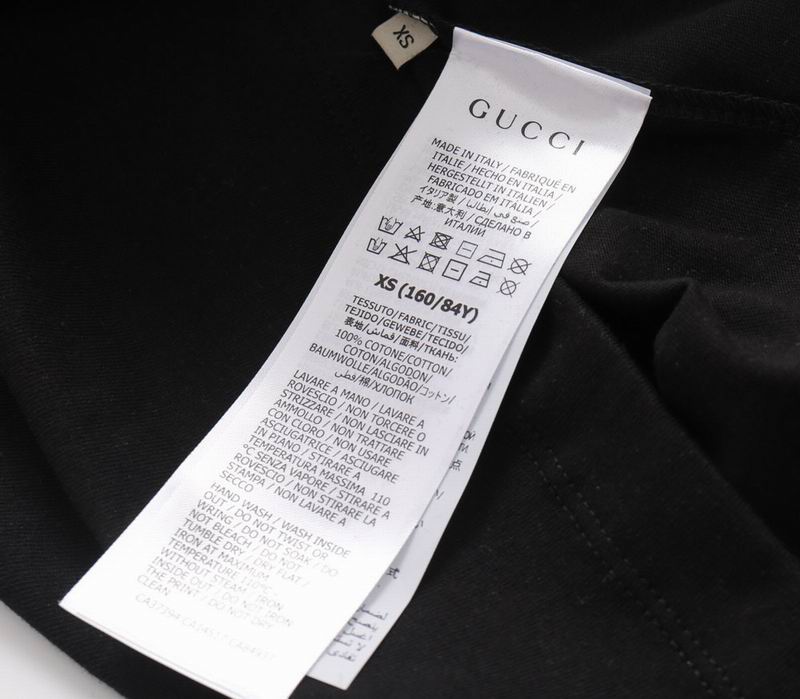 XS
GUCCI
MADE IN ITALY / FABRIQUÉ EN
ITALIE / HECHO EN ITALIA /
HERGESTELLT IN ITALIEN /
FABRICADO EM ITALIA /
イタリア製 / صنع في إيطاليا /
产地:意大利 / СДЕЛАНО В
ИТАЛИИ
XS (160/84Y)
TESSUTO/FABRIC/TISSU/
TEJIDO/GEWEBE/TECIDO/
表地/قماش/面料/ТКАНЬ:
100% COTONE/COTTON/
COTON/ALGODON/
BAUMWOLLE/ALGODÃO/コットン/
قطن/棉/ХЛОПОК
LAVARE A MANO / LAVARE A
ROVESCIO / NON TORCERE O
STRIZZARE / NON LASCIARE IN
AMMOLLO / NON TRATTARE
CON CLORO / NON USARE
ASCIUGATRICE / ASCIUGARE
IN PIANO / STIRARE A
TEMPERATURA MASSIMA 110
°C SENZA VAPORE / STIRARE A
ROVESCIO / NON STIRARE LA
STAMPA / NON LAVARE A
SECCO
HAND WASH / WASH INSIDE
OUT / DO NOT TWIST OR
WRING / DO NOT SOAK / DO
NOT BLEACH / DO NOT
TUMBLE DRY / DRY FLAT /
IRON AT MAXIMUM
TEMPERATURE 110°C
WITHOUT STEAM / IRON
INSIDE OUT / DO NOT IRON
THE PRINT / DO NOT DRY
CLEAN